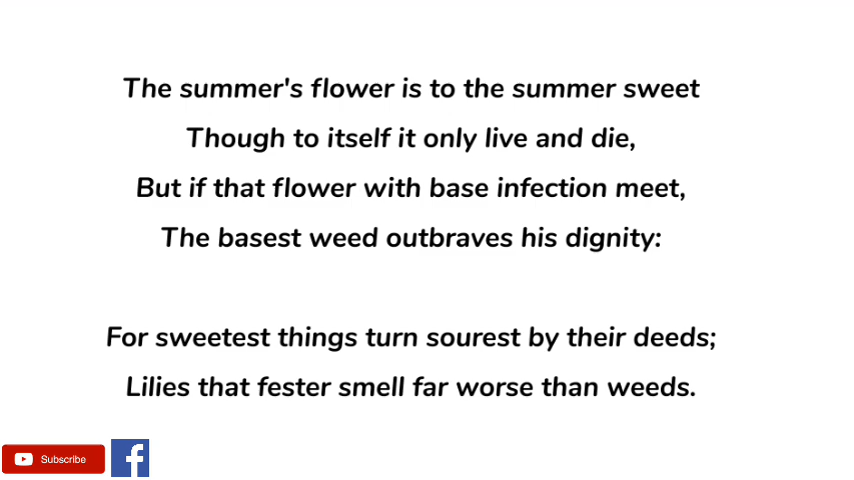 The summer's flower is to the summer sweet
Though to itself it only live and die,
But if that flower with base infection meet,
The basest weed outbraves his dignity:
For sweetest things turn sourest by their deeds;
Lilies that fester smell far worse than weeds.
Subscribe
f